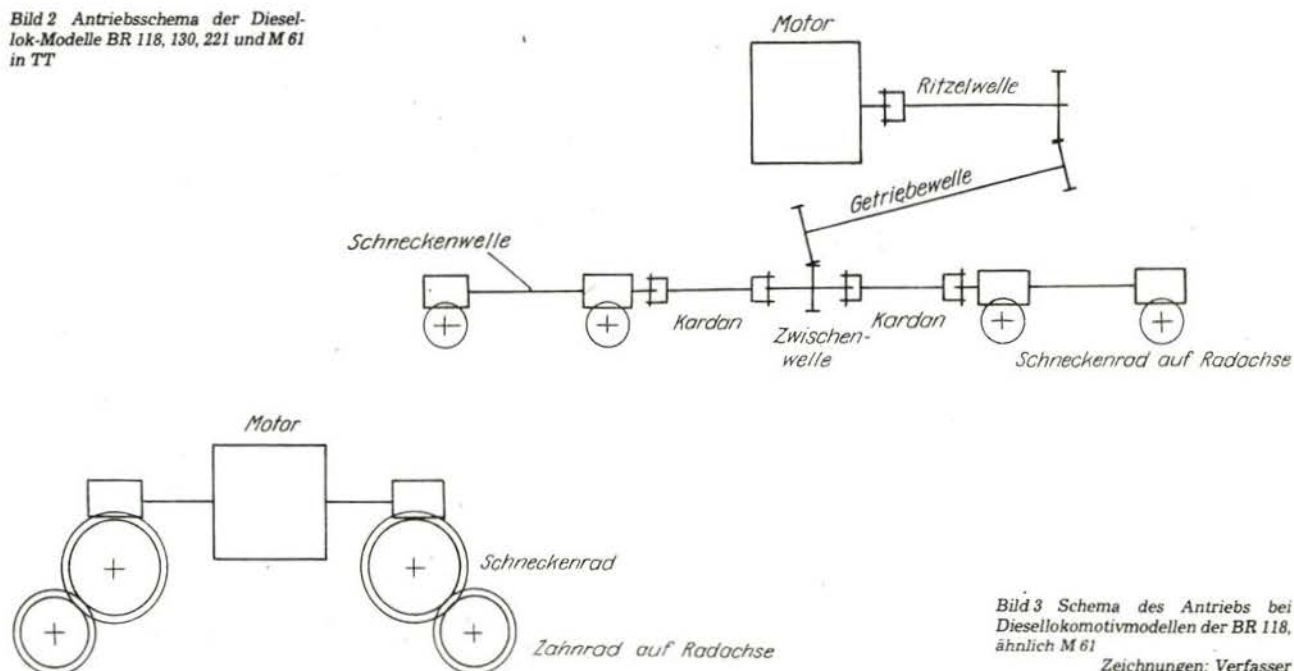 Bild 2 Antriebsschema der Diesel-
lok-Modelle BR 118, 130, 221 und M 61
in TT
Motor
Ritzelwelle
Getriebewelle
Schneckenwelle
Kardan
Zwischen-
welle
Kardan
Schneckenrad auf Radachse
Motor
Schneckenrad
Zahnrad auf Radachse
Bild 3 Schema des Antriebs bei
Diesellokomotivmodellen der BR 118,
ähnlich M 61
Zeichnungen: Verfasser